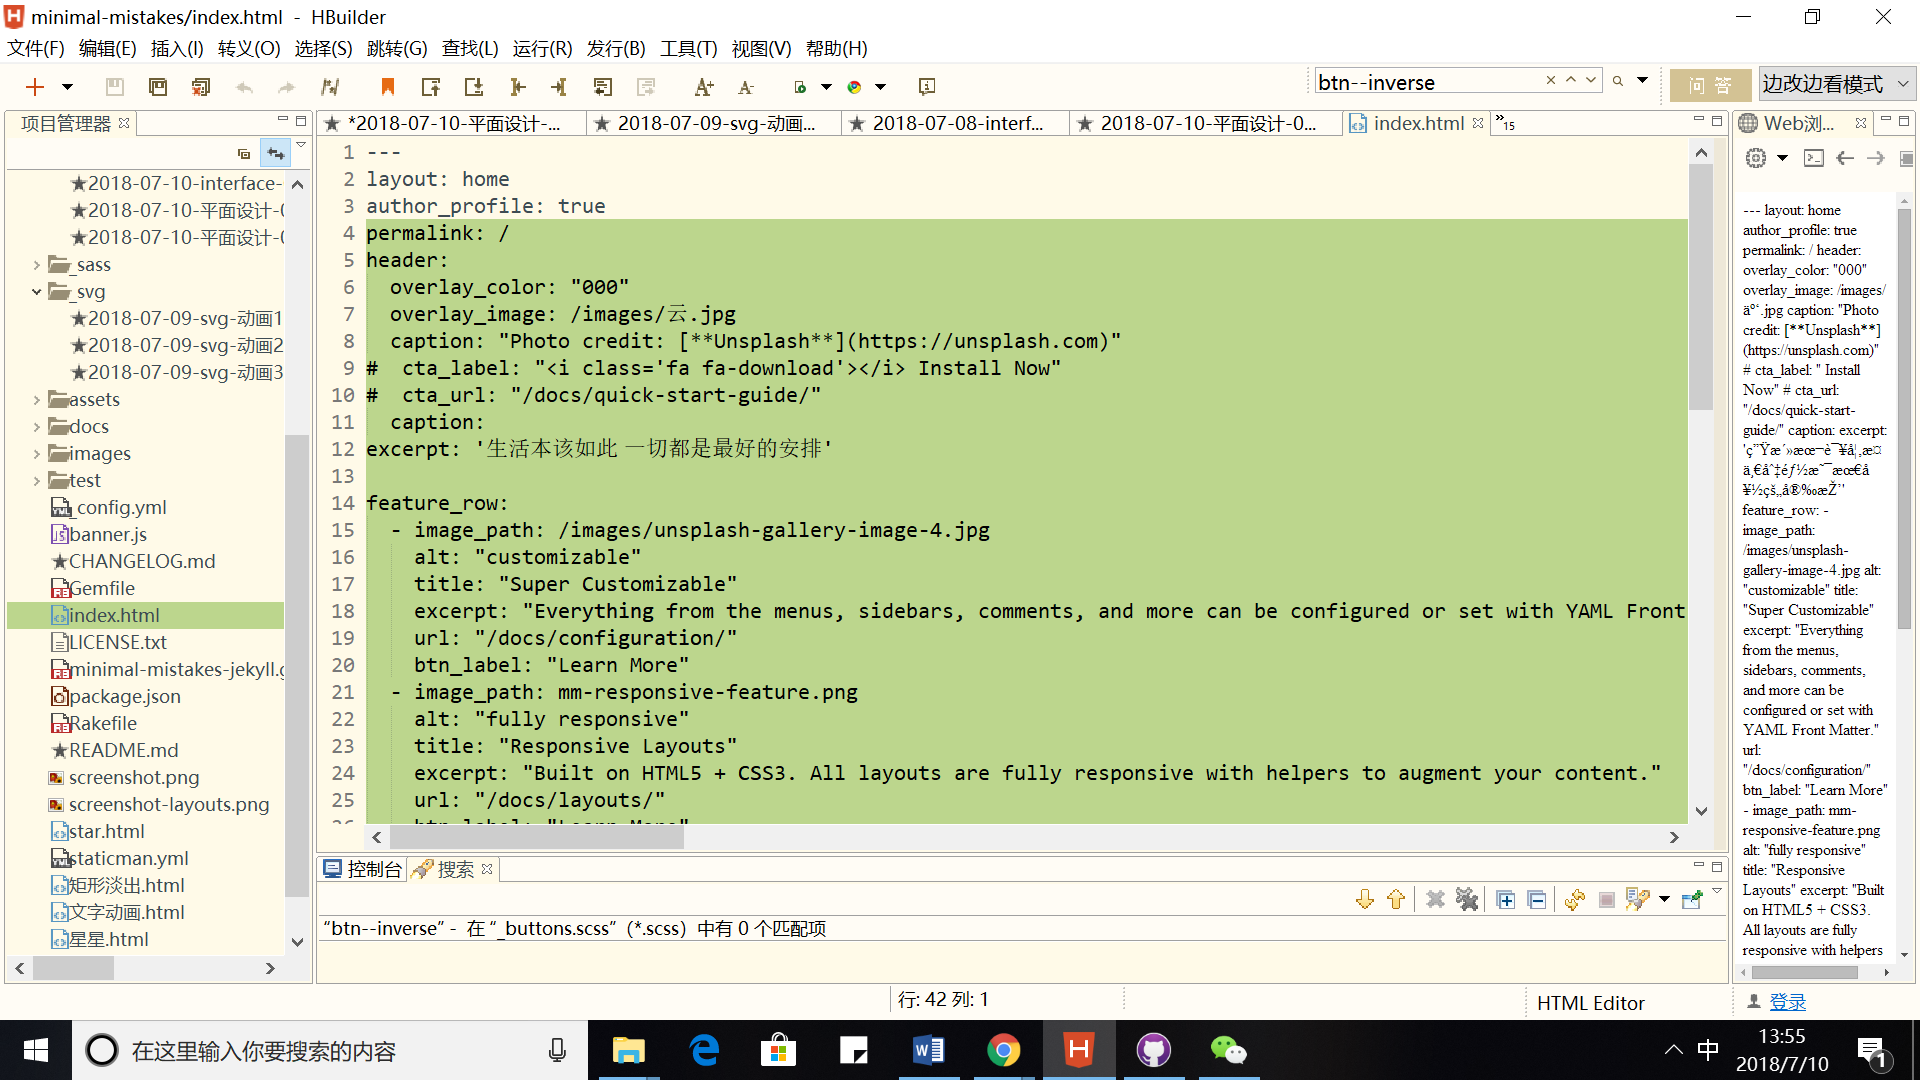 minimal-mistakes/index.html - HBuilder
文件(F) 编辑(E) 插入(I) 转义(O) 选择(S) 跳转(G) 查找(L) 运行(R) 发行(B) 工具(T) 视图(V) 帮助(H)
btn--inverse
问 答
边改边看模式
项目管理器
*2018-07-10-平面设计-...
2018-07-09-svg-动画...
2018-07-08-interf...
2018-07-10-平面设计-0...
index.html
»15
Web浏...
2018-07-10-interface-
2018-07-10-平面设计-0
2018-07-10-平面设计-0
_sass
_svg
2018-07-09-svg-动画1
2018-07-09-svg-动画2
2018-07-09-svg-动画3
assets
docs
images
test
_config.yml
banner.js
CHANGELOG.md
Gemfile
index.html
LICENSE.txt
minimal-mistakes-jekyll.g
package.json
Rakefile
README.md
screenshot.png
screenshot-layouts.png
star.html
staticman.yml
矩形淡出.html
文字动画.html
星星.html
1 ---
2 layout: home
3 author_profile: true
4 permalink: /
5 header:
6 overlay_color: "000"
7 overlay_image: /images/云.jpg
8 caption: "Photo credit: [**Unsplash**](https://unsplash.com)"
9 # cta_label: "<i class='fa fa-download'></i> Install Now"
10 # cta_url: "/docs/quick-start-guide/"
11 caption:
12 excerpt: '生活本该如此 一切都是最好的安排'
13
14 feature_row:
15 - image_path: /images/unsplash-gallery-image-4.jpg
16 alt: "customizable"
17 title: "Super Customizable"
18 excerpt: "Everything from the menus, sidebars, comments, and more can be configured or set with YAML Front
19 url: "/docs/configuration/"
20 btn_label: "Learn More"
21 - image_path: mm-responsive-feature.png
22 alt: "fully responsive"
23 title: "Responsive Layouts"
24 excerpt: "Built on HTML5 + CSS3. All layouts are fully responsive with helpers to augment your content."
25 url: "/docs/layouts/"
26 btn_label: "Learn More"
--- layout: home
author_profile: true
permalink: / header:
overlay_color: "000"
overlay_image: /images/
.jpg caption: "Photo
credit: [**Unsplash**]
(https://unsplash.com)"
# cta_label: " Install
Now" # cta_url:
"/docs/quick-start-
guide/" caption: excerpt:
feature_row: -
image_path:
/images/unsplash-
gallery-image-4.jpg alt:
"customizable" title:
"Super Customizable"
excerpt: "Everything
from the menus,
sidebars, comments,
and more can be
configured or set with
YAML Front Matter."
url:
"/docs/configuration/"
btn_label: "Learn More"
- image_path: mm-
responsive-feature.png
alt: "fully responsive"
title: "Responsive
Layouts" excerpt: "Built
on HTML5 + CSS3.
All layouts are fully
responsive with helpers
控制台
搜索
“btn--inverse” - 在 “_buttons.scss” (*.scss) 中有 0 个匹配项
行: 42 列: 1
HTML Editor
登录
在这里输入你要搜索的内容
中
13:55
2018/7/10
1